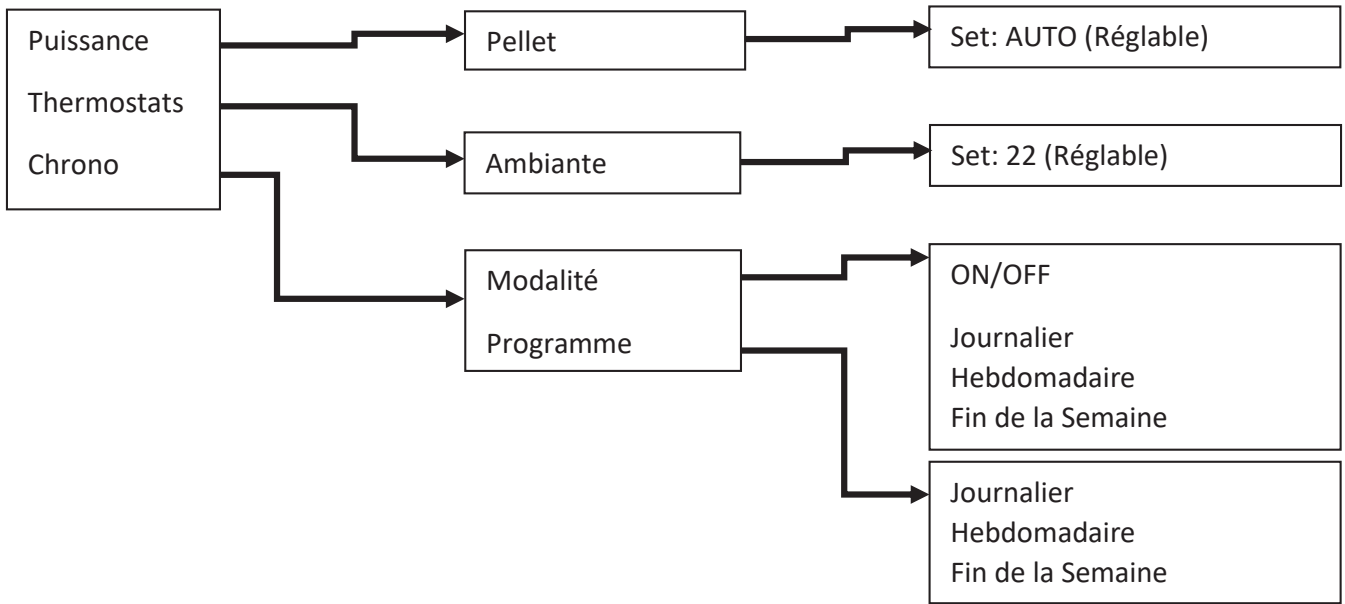 Puissance
Thermostats
Chrono
Pellet
Set: AUTO (Réglable)
Ambiante
Set: 22 (Réglable)
Modalité
Programme
ON/OFF
Journalier
Hebdomadaire
Fin de la Semaine
Journalier
Hebdomadaire
Fin de la Semaine